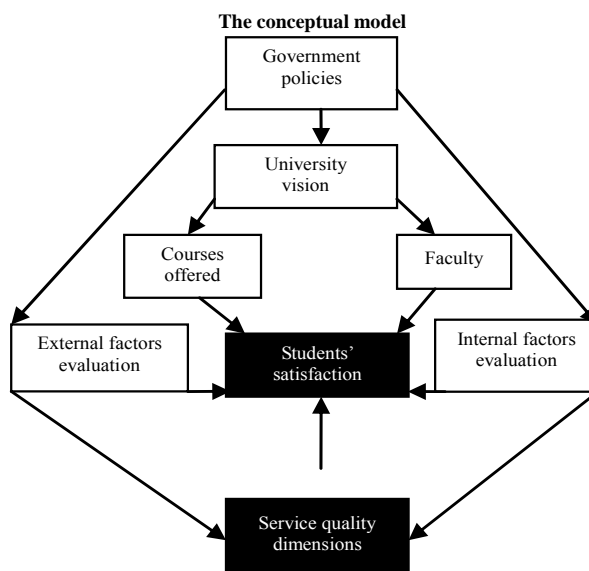 The conceptual model
Government
policies
University
vision
Courses
offered
Faculty
External factors
evaluation
Students'
satisfaction
Internal factors
evaluation
Service quality
dimensions